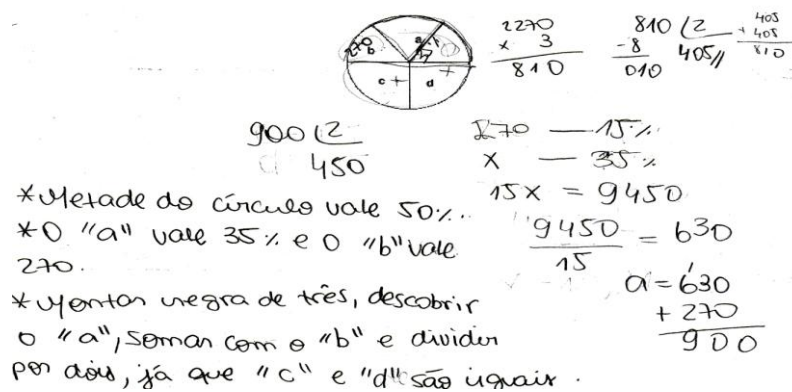 270
b
a
35%
c
d
2270
x 3
810
810 2
-8 405//
010
405
+ 405
810
900 2
450
270 — 15%
x — 35%
15x = 9450
9450 = 630
15
a = 630
+ 270
900
* Metade do círculo vale 50%.
* O "a" vale 35% e o "b" vale
270.
* Montar regra de três, descobrir
o "a", somar com o "b" e dividir
por dois, já que "c" e "d" são iguais.